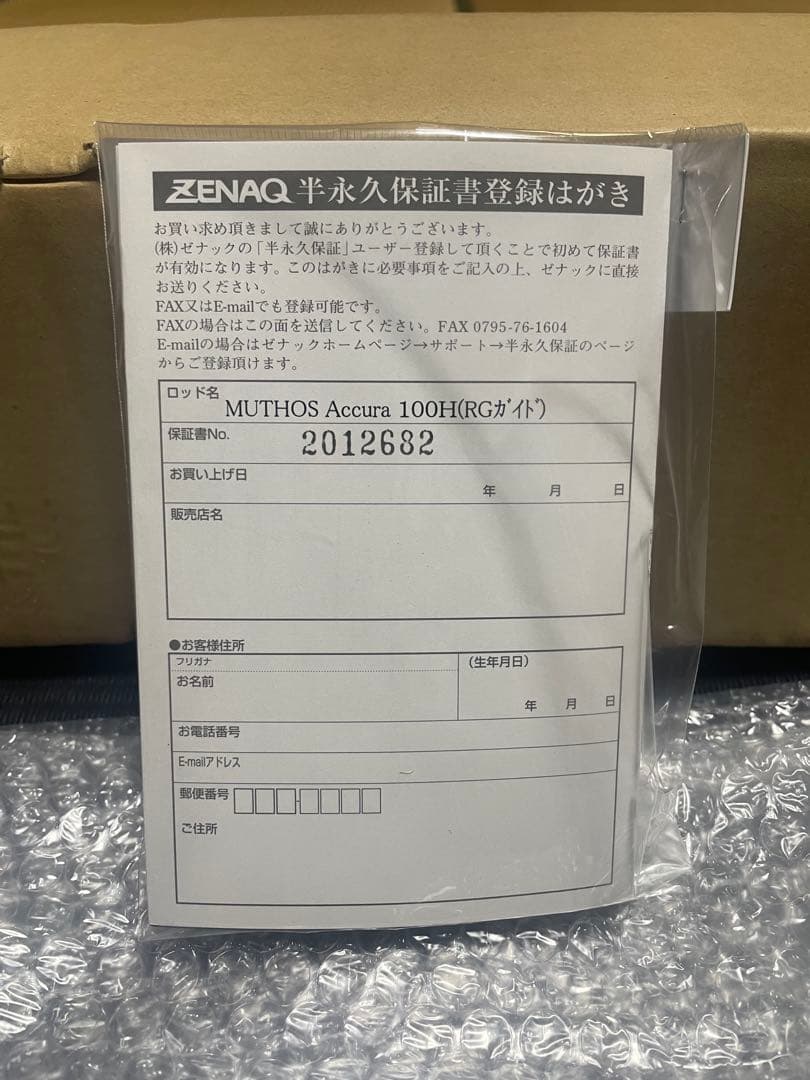 ZENAQ 半永久保証書登録はがき
お買い求め頂きまして誠にありがとうございます。
(株)ゼナックの「半永久保証」ユーザー登録して頂くことで初めて保証書
が有効になります。このはがきに必要事項をご記入の上、ゼナックに直接
お送りください。
FAX又はE-mailでも登録可能です。
FAXの場合はこの面を送信してください。FAX 0795-76-1604
E-mailの場合はゼナックホームページ→サポート→半永久保証のページ
からご登録頂けます。
ロッド名 MUTHOS Accura 100H(RGガイド)
保証書No. 2012682
お買い上げ日
年 月 日
販売店名
●お客様住所
フリガナ (生年月日)
お名前
年 月 日
お電話番号
E-mailアドレス
郵便番号
ご住所